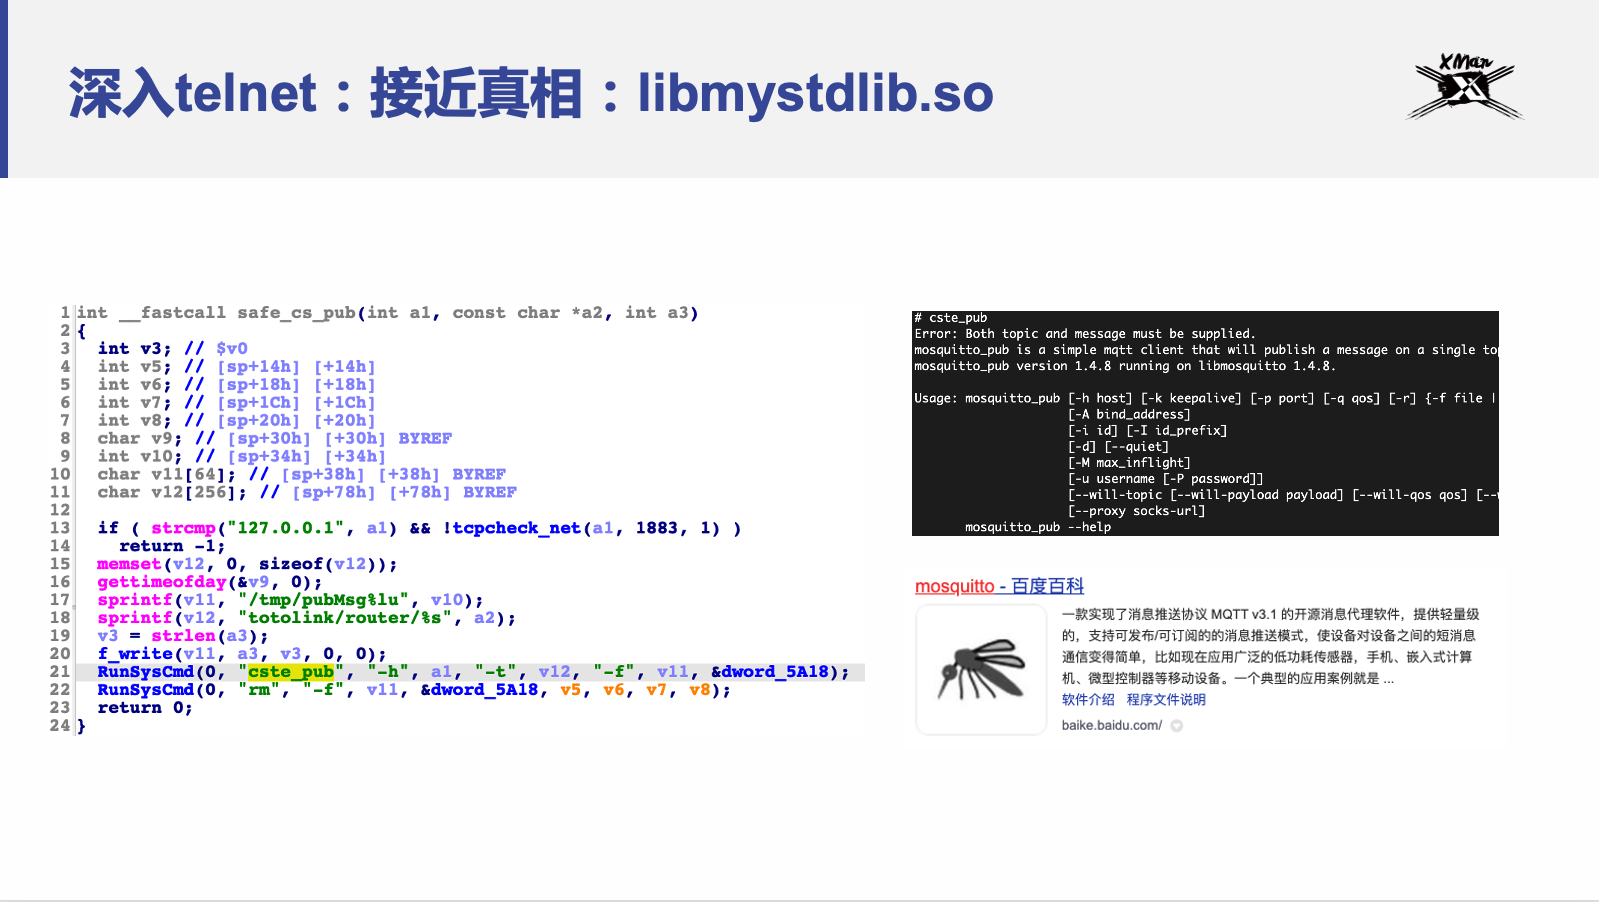 深入telnet：接近真相：libmystdlib.so
XMan
1 int __fastcall safe_cs_pub(int a1, const char *a2, int a3)
2 {
3   int v3; // $v0
4   int v5; // [sp+14h] [+14h]
5   int v6; // [sp+18h] [+18h]
6   int v7; // [sp+1Ch] [+1Ch]
7   int v8; // [sp+20h] [+20h]
8   char v9; // [sp+30h] [+30h] BYREF
9   int v10; // [sp+34h] [+34h]
10   char v11[64]; // [sp+38h] [+38h] BYREF
11   char v12[256]; // [sp+78h] [+78h] BYREF
12
13   if ( strcmp("127.0.0.1", a1) && !tcpcheck_net(a1, 1883, 1) )
14     return -1;
15   memset(v12, 0, sizeof(v12));
16   gettimeofday(&v9, 0);
17   sprintf(v11, "/tmp/pubMsg%lu", v10);
18   sprintf(v12, "totolink/router/%s", a2);
19   v3 = strlen(a3);
20   f_write(v11, a3, v3, 0, 0);
21   RunSysCmd(0, "cste_pub", "-h", a1, "-t", v12, "-f", v11, &dword_5A18);
22   RunSysCmd(0, "rm", "-f", v11, &dword_5A18, v5, v6, v7, v8);
23   return 0;
24 }
# cste_pub
Error: Both topic and message must be supplied.
mosquitto_pub is a simple mqtt client that will publish a message on a single
mosquitto_pub version 1.4.8 running on libmosquitto 1.4.8.
Usage: mosquitto_pub [-h host] [-k keepalive] [-p port] [-q qos] [-r] {-f file |
[-A bind_address]
[-i id] [-I id_prefix]
[-d] [--quiet]
[-M max_inflight]
[-u username [-P password]]
[--will-topic [--will-payload payload] [--will-qos qos]
[--proxy socks-url]
mosquitto_pub --help
mosquitto - 百度百科
一款实现了消息推送协议 MQTT v3.1 的开源消息代理软件，提供轻量级
的，支持可发布/可订阅的的消息推送模式，使设备对设备之间的短消息
通信变得简单，比如现在应用广泛的低功耗传感器，手机、嵌入式计算
机、微型控制器等移动设备。一个典型的应用案例就是 ...
软件介绍 程序文件说明
baike.baidu.com/